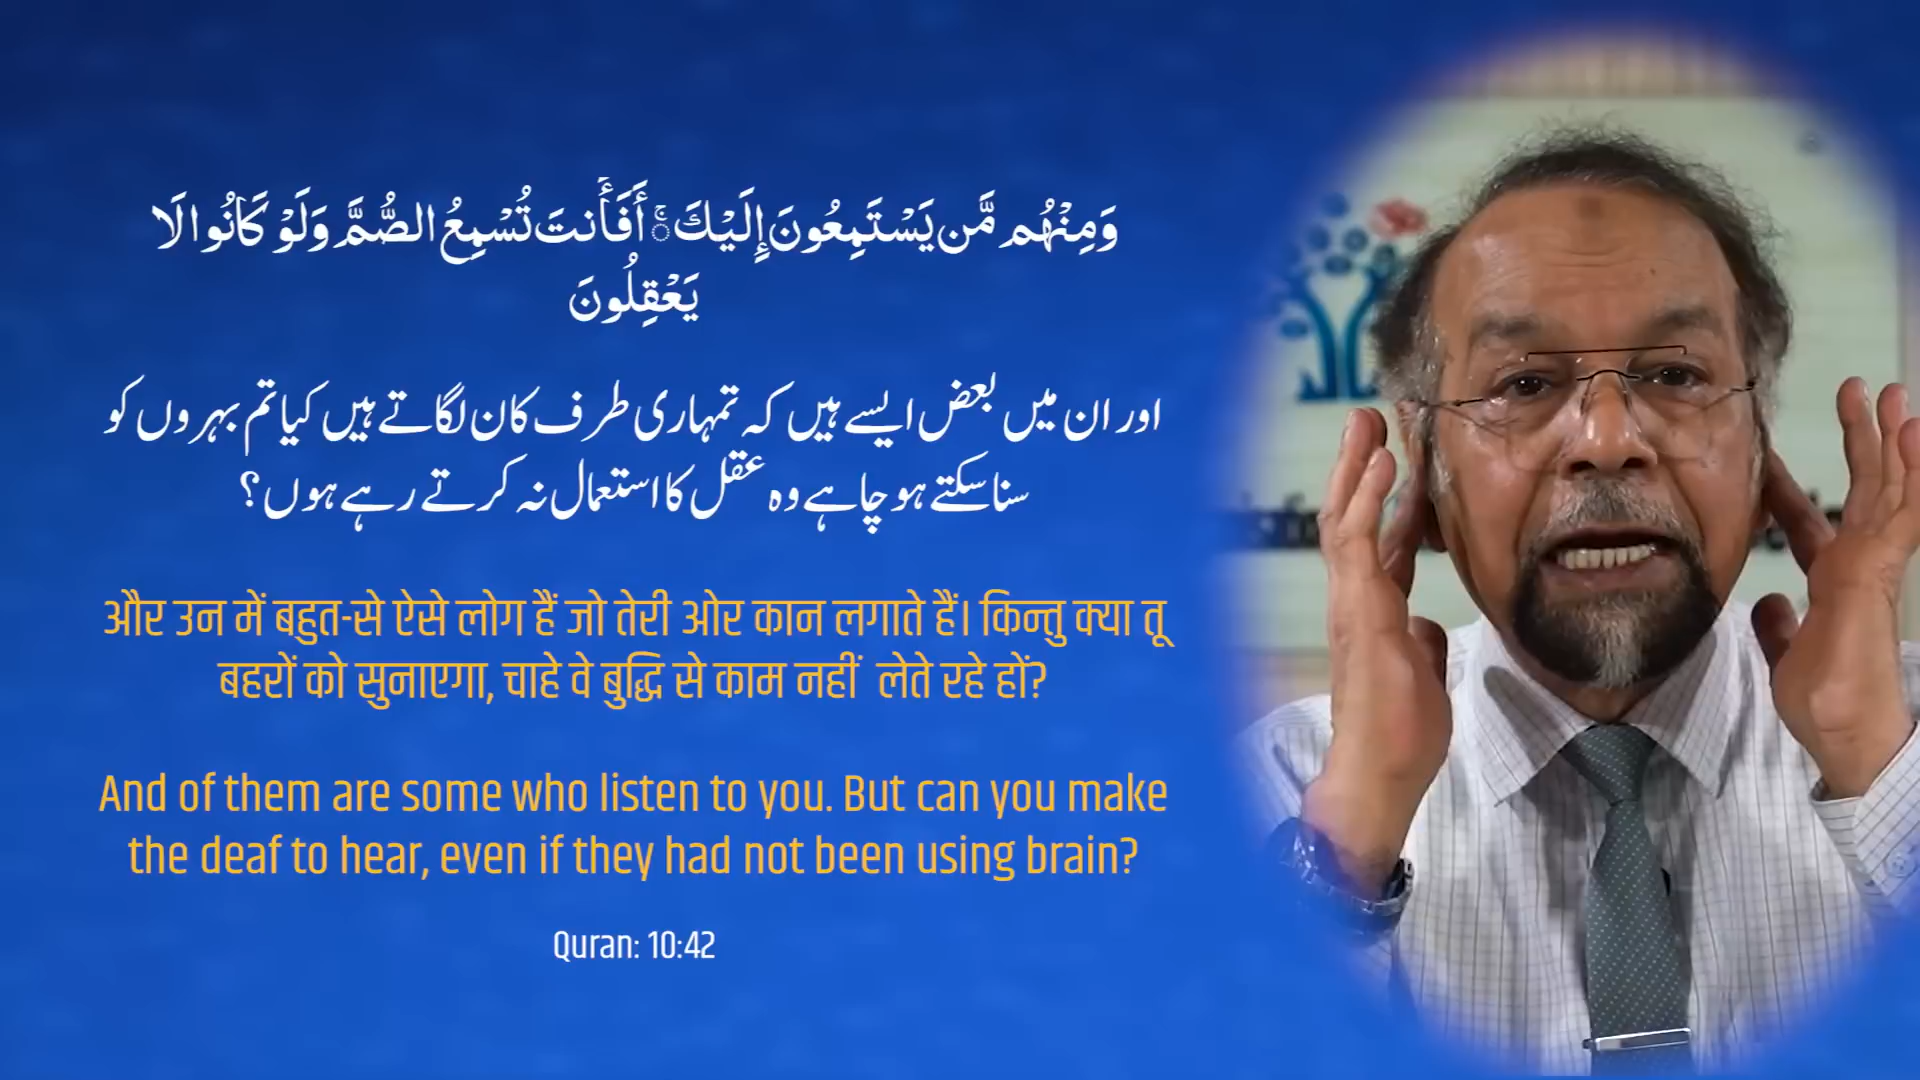 وَمِنْهُم مَّن يَسْتَمِعُونَ إِلَيْكَ ۚ أَفَأَنتَ تُسْمِعُ الصُّمَّ وَلَوْ كَانُوا لَا
يَعْقِلُونَ
اور ان میں بعض ایسے ہیں کہ تمہاری طرف کان لگاتے ہیں کیا تم بہروں کو
سنا سکتے ہو چاہے وہ عقل کا استعمال نہ کرتے رہے ہوں؟
और उन में बहुत-से ऐसे लोग हैं जो तेरी ओर कान लगाते हैं। किन्तु क्या तू
बहरों को सुनाएगा, चाहे वे बुद्धि से काम नहीं लेते रहे हों?
And of them are some who listen to you. But can you make
the deaf to hear, even if they had not been using brain?
Quran: 10:42